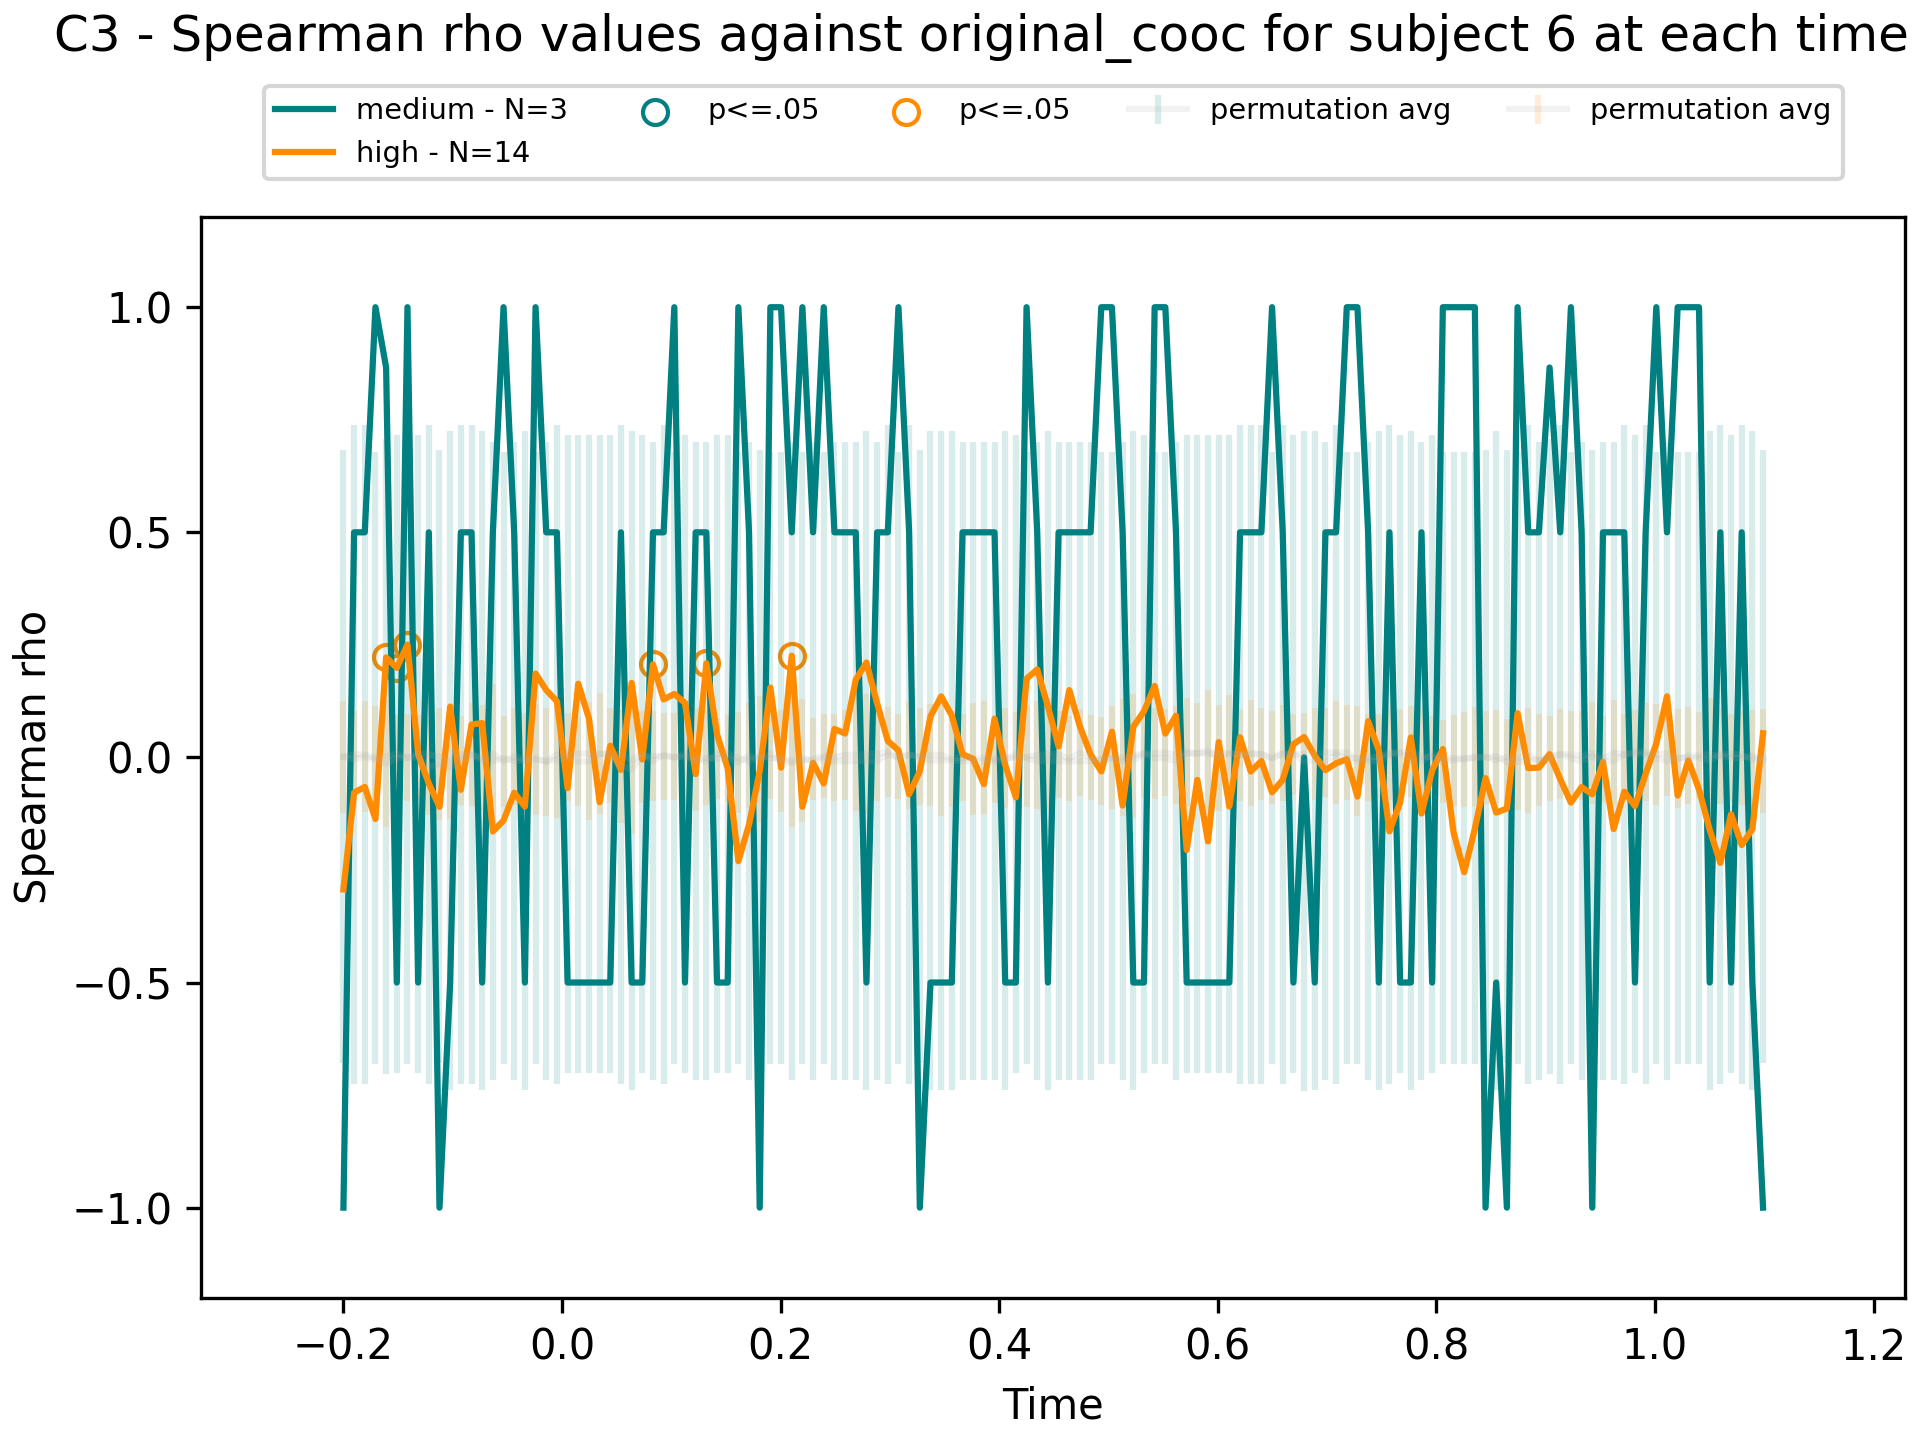 C3 - Spearman rho values against original_cooc for subject 6 at each time
medium - N=3
high - N=14
p<=.05
p<=.05
permutation avg
permutation avg
Spearman rho
1.0
0.5
0.0
−0.5
−1.0
−0.2 0.0 0.2 0.4 0.6 0.8 1.0 1.2
Time